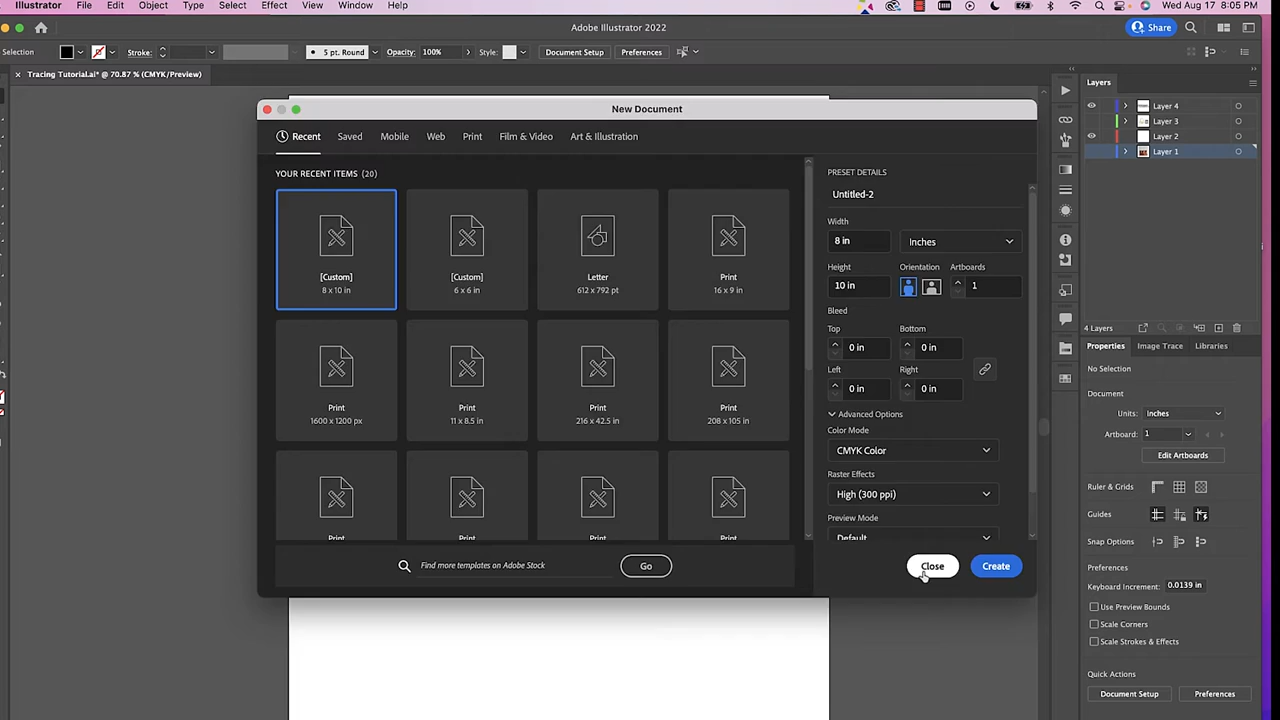 Illustrator File Edit Object Type Select Effect View Window Help Wed Aug 17 8:05 PM
Adobe Illustrator 2022 Share
Selection Stroke: 5 pt. Round Opacity: 100% Style: Document Setup Preferences
× Tracing Tutorial.ai* @ 70.87 % (CMYK/Preview)
New Document
Recent Saved Mobile Web Print Film & Video Art & Illustration
YOUR RECENT ITEMS (20)
[Custom]
8 x 10 in
[Custom]
6 x 6 in
Letter
612 x 792 pt
Print
16 x 9 in
Print
1600 x 1200 px
Print
11 x 8.5 in
Print
216 x 42.5 in
Print
208 x 105 in
Print
Print
Print
Print
Find more templates on Adobe Stock Go
PRESET DETAILS
Untitled-2
Width
8 in Inches
Height Orientation Artboards
10 in 1
Bleed
Top Bottom
0 in 0 in
Left Right
0 in 0 in
Advanced Options
Color Mode
CMYK Color
Raster Effects
High (300 ppi)
Preview Mode
Default
Close Create
Layers
Layer 4
Layer 3
Layer 2
Layer 1
4 Layers
Properties Image Trace Libraries
No Selection
Document
Units: Inches
Artboard: 1
Edit Artboards
Ruler & Grids
Guides
Snap Options
Preferences
Keyboard Increment: 0.0139 in
Use Preview Bounds
Scale Corners
Scale Strokes & Effects
Quick Actions
Document Setup Preferences